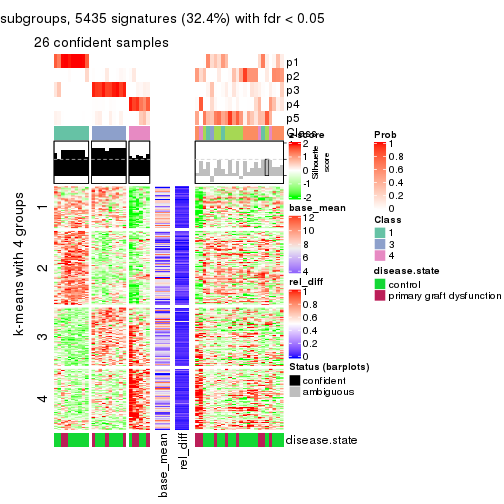 subgroups, 5435 signatures (32.4%) with fdr < 0.05
26 confident samples
p1
p2
p3
p4
p5
Class
z-score
2
1
0
-1
-2
Silhouette
score
base_mean
12
10
8
6
4
rel_diff
1
0.8
0.6
0.4
0.2
0
Status (barplots)
confident
ambiguous
Prob
1
0.8
0.6
0.4
0.2
0
Class
1
3
4
disease.state
control
primary graft dysfunction
k-means with 4 groups
1
2
3
4
base_mean
rel_diff
disease.state